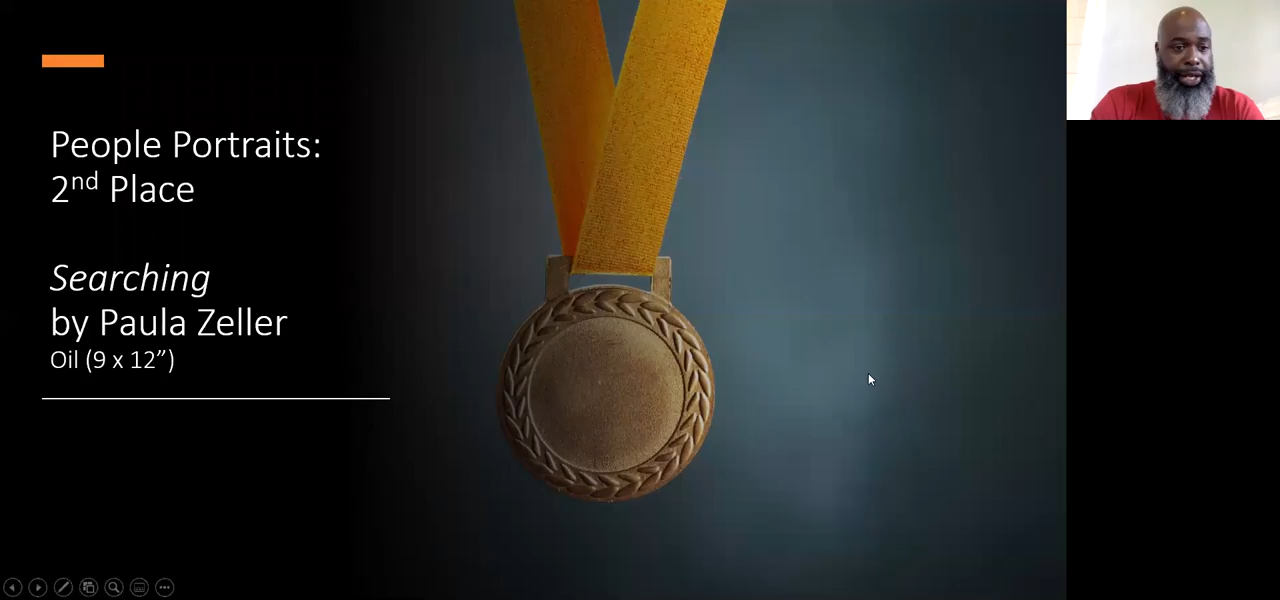 People Portraits:
2nd Place
Searching
by Paula Zeller
Oil (9 x 12”)